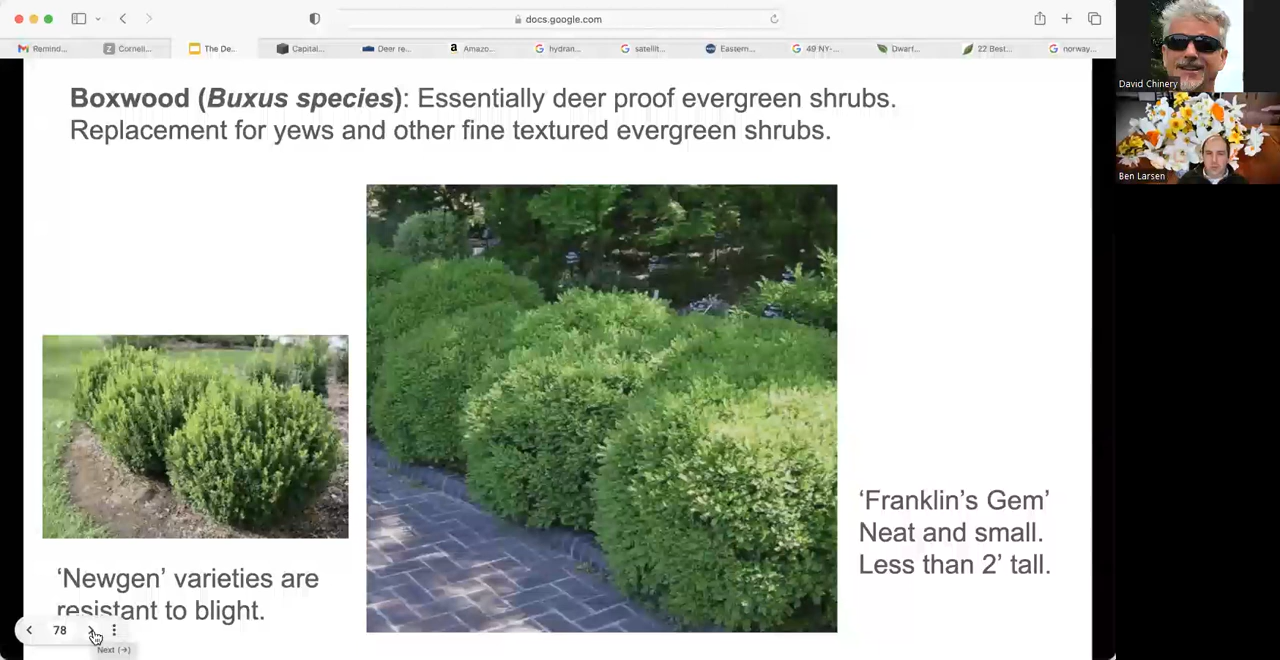 docs.google.com
Remind...
Cornell...
The De...
Capital...
Deer re...
Amazo...
hydran...
satellit...
Eastern...
49 NY-...
Dwarf...
22 Best...
norway...
David Chinery
Ben Larsen
Boxwood (Buxus species): Essentially deer proof evergreen shrubs.
Replacement for yews and other fine textured evergreen shrubs.
'Franklin's Gem'
Neat and small.
Less than 2' tall.
'Newgen' varieties are
resistant to blight.
78
Next (→)